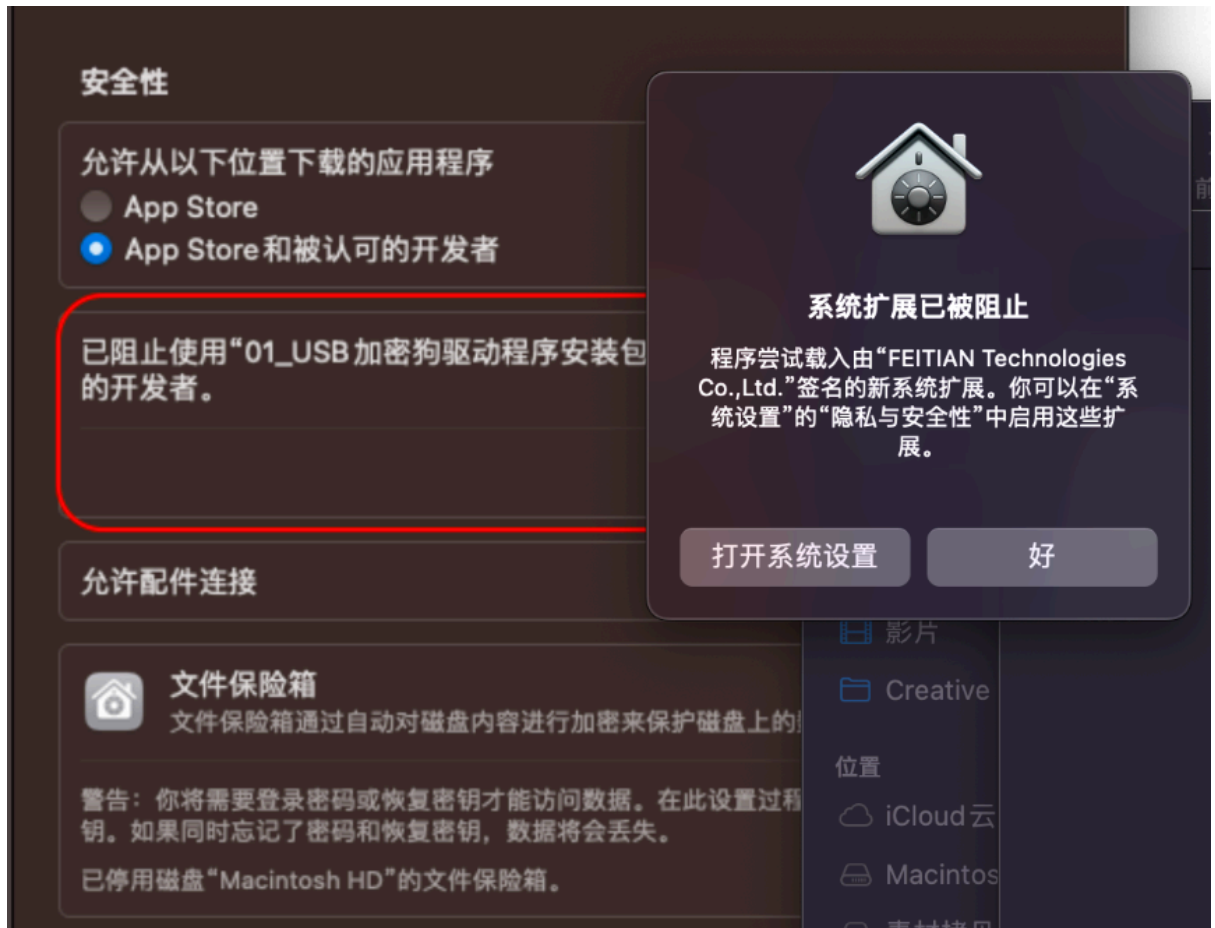 安全性
允许从以下位置下载的应用程序
App Store
App Store和被认可的开发者
已阻止使用“01_USB加密狗驱动程序安装包
的开发者。
允许配件连接
文件保险箱
文件保险箱通过自动对磁盘内容进行加密来保护磁盘上的
警告：你将需要登录密码或恢复密钥才能访问数据。在此设置过程
钥。如果同时忘记了密码和恢复密钥，数据将会丢失。
已停用磁盘“Macintosh HD”的文件保险箱。
系统扩展已被阻止
程序尝试载入由“FEITIAN Technologies
Co.,Ltd.”签名的新系统扩展。你可以在“系
统设置”的“隐私与安全性”中启用这些扩
展。
打开系统设置
好
前
影片
Creative
位置
iCloud云
Macintos